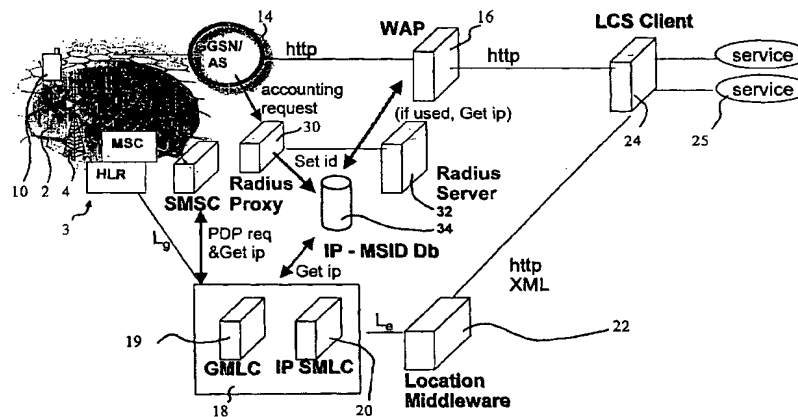 14
GGSN/
AS
http
WAP
16
http
LCS Client
service
service
24
25
accounting
request
30
(if used, Get ip)
MSC
HLR
10
2
4
3
SMSC
Radius
Proxy
Set id
Radius
Server
32
34
IP - MSID Db
Lg
PDP req
&Get ip
Get ip
http
XML
19
GMLC
IP SMLC
18
20
Le
22
Location
Middleware